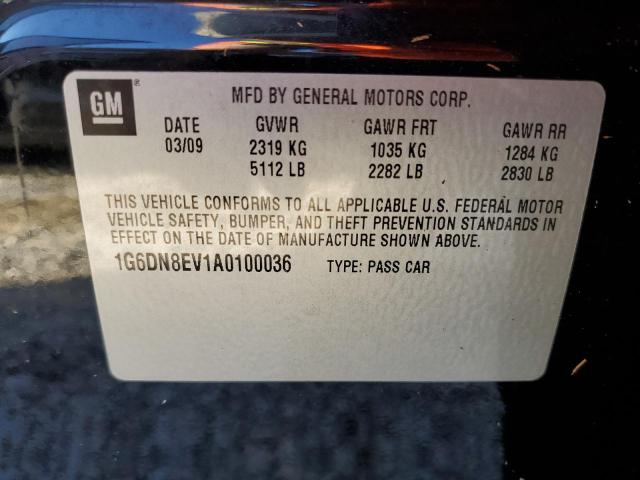 GM ®
MFD BY GENERAL MOTORS CORP.
DATE GVWR GAWR FRT GAWR RR
03/09 2319 KG 1035 KG 1284 KG
5112 LB 2282 LB 2830 LB
THIS VEHICLE CONFORMS TO ALL APPLICABLE U.S. FEDERAL MOTOR
VEHICLE SAFETY, BUMPER, AND THEFT PREVENTION STANDARDS IN
EFFECT ON THE DATE OF MANUFACTURE SHOWN ABOVE.
1G6DN8EV1A0100036 TYPE: PASS CAR